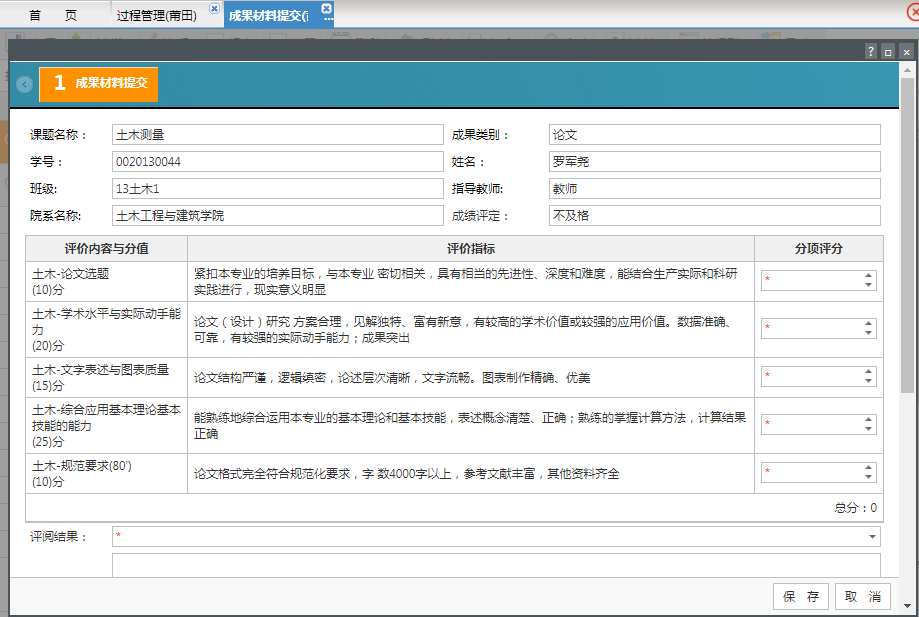 首 页 过程管理(莆田) 成果材料提交(i ...
1 成果材料提交
课题名称： 土木测量 成果类别： 论文
学号： 0020130044 姓名： 罗军尧
班级: 13土木1 指导教师: 教师
院系名称: 土木工程与建筑学院 成绩评定： 不及格
评价内容与分值 评价指标 分项评分
土木-论文选题
(10)分
紧扣本专业的培养目标，与本专业 密切相关，具有相当的先进性、深度和难度，能结合生产实际和科研
实践进行，现实意义明显
*
土木-学术水平与实际动手能
力
(20)分
论文（设计）研究 方案合理，见解独特、富有新意，有较高的学术价值或较强的应用价值。数据准确、
可靠，有较强的实际动手能力；成果突出
*
土木-文字表述与图表质量
(15)分
论文结构严谨，逻辑缜密，论述层次清晰，文字流畅。图表制作精确、优美
*
土木-综合应用基本理论基本
技能的能力
(25)分
能熟练地综合运用本专业的基本理论和基本技能，表述概念清楚、正确；熟练的掌握计算方法，计算结果
正确
*
土木-规范要求(80')
(10)分
论文格式完全符合规范化要求，字 数4000字以上，参考文献丰富，其他资料齐全
*
总分：0
评阅结果： *
保 存 取 消